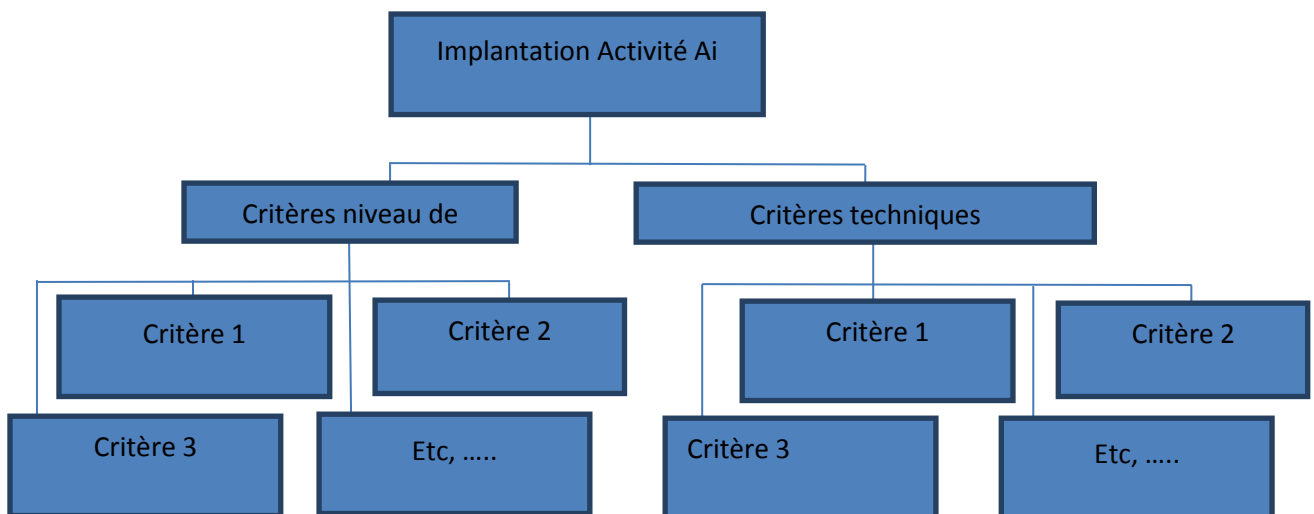 Implantation Activité Ai
Critères niveau de
Critères techniques
Critère 1
Critère 2
Critère 3
Etc, .....
Critère 1
Critère 2
Critère 3
Etc, .....